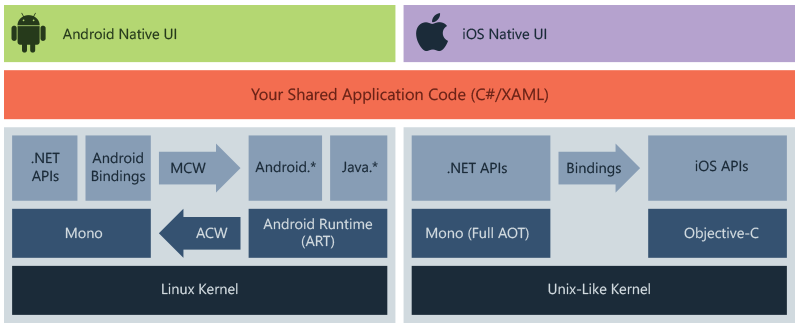 Android Native UI
iOS Native UI
Your Shared Application Code (C#/XAML)
.NET
APIs
Android
Bindings
MCW
Android.*
Java.*
.NET APIs
Bindings
iOS APIs
Mono
ACW
Android Runtime
(ART)
Mono (Full AOT)
Objective-C
Linux Kernel
Unix-Like Kernel